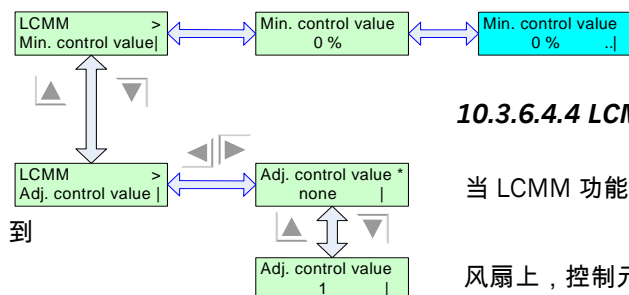 LCMM >
Min. control value|
Min. control value
0 %
Min. control value
0 % ..|
10.3.6.4.4 LCM
LCMM >
Adj. control value |
Adj. control value *
none |
当 LCMM 功能
到
Adj. control value
1 |
风扇上，控制元